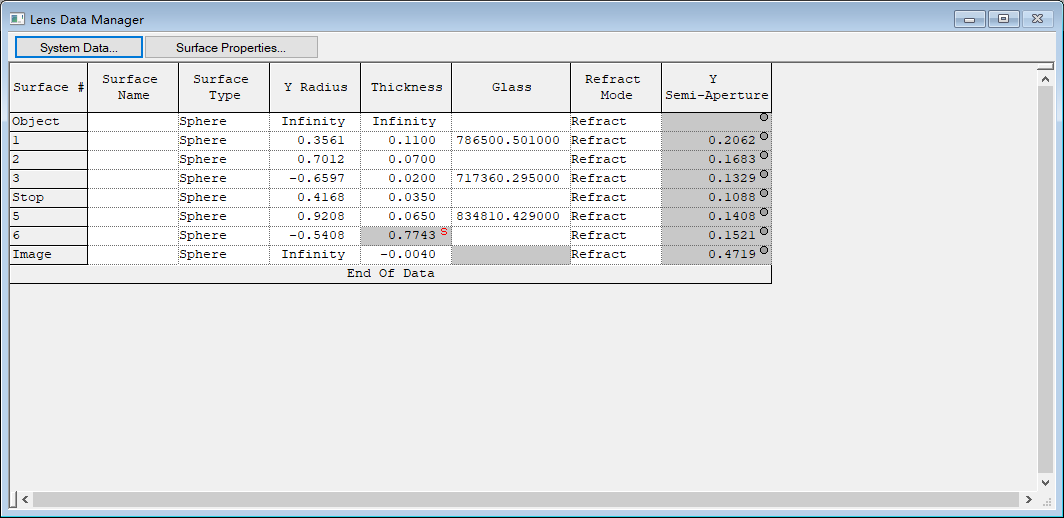 Lens Data Manager
System Data... Surface Properties...
Surface # Surface Name Surface Type Y Radius Thickness Glass Refract Mode Y Semi-Aperture
Object Sphere Infinity Infinity Refract
1 Sphere 0.3561 0.1100 786500.501000 Refract 0.2062
2 Sphere 0.7012 0.0700 Refract 0.1683
3 Sphere -0.6597 0.0200 717360.295000 Refract 0.1329
Stop Sphere 0.4168 0.0350 Refract 0.1088
5 Sphere 0.9208 0.0650 834810.429000 Refract 0.1408
6 Sphere -0.5408 0.7743 S Refract 0.1521
Image Sphere Infinity -0.0040 Refract 0.4719
End Of Data